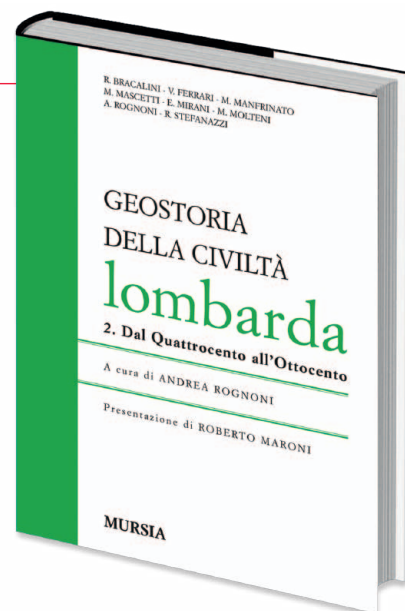 R. BRACALINI - V. FERRARI - M. MANFRINATO
M. MASCETTI - E. MIRANI - M. MOLTENI
A. ROGNONI - R. STEFANAZZI
GEOSTORIA
DELLA CIVILTÀ
lombarda
2. Dal Quattrocento all'Ottocento
A cura di ANDREA ROGNONI
Presentazione di ROBERTO MARONI
MURSIA